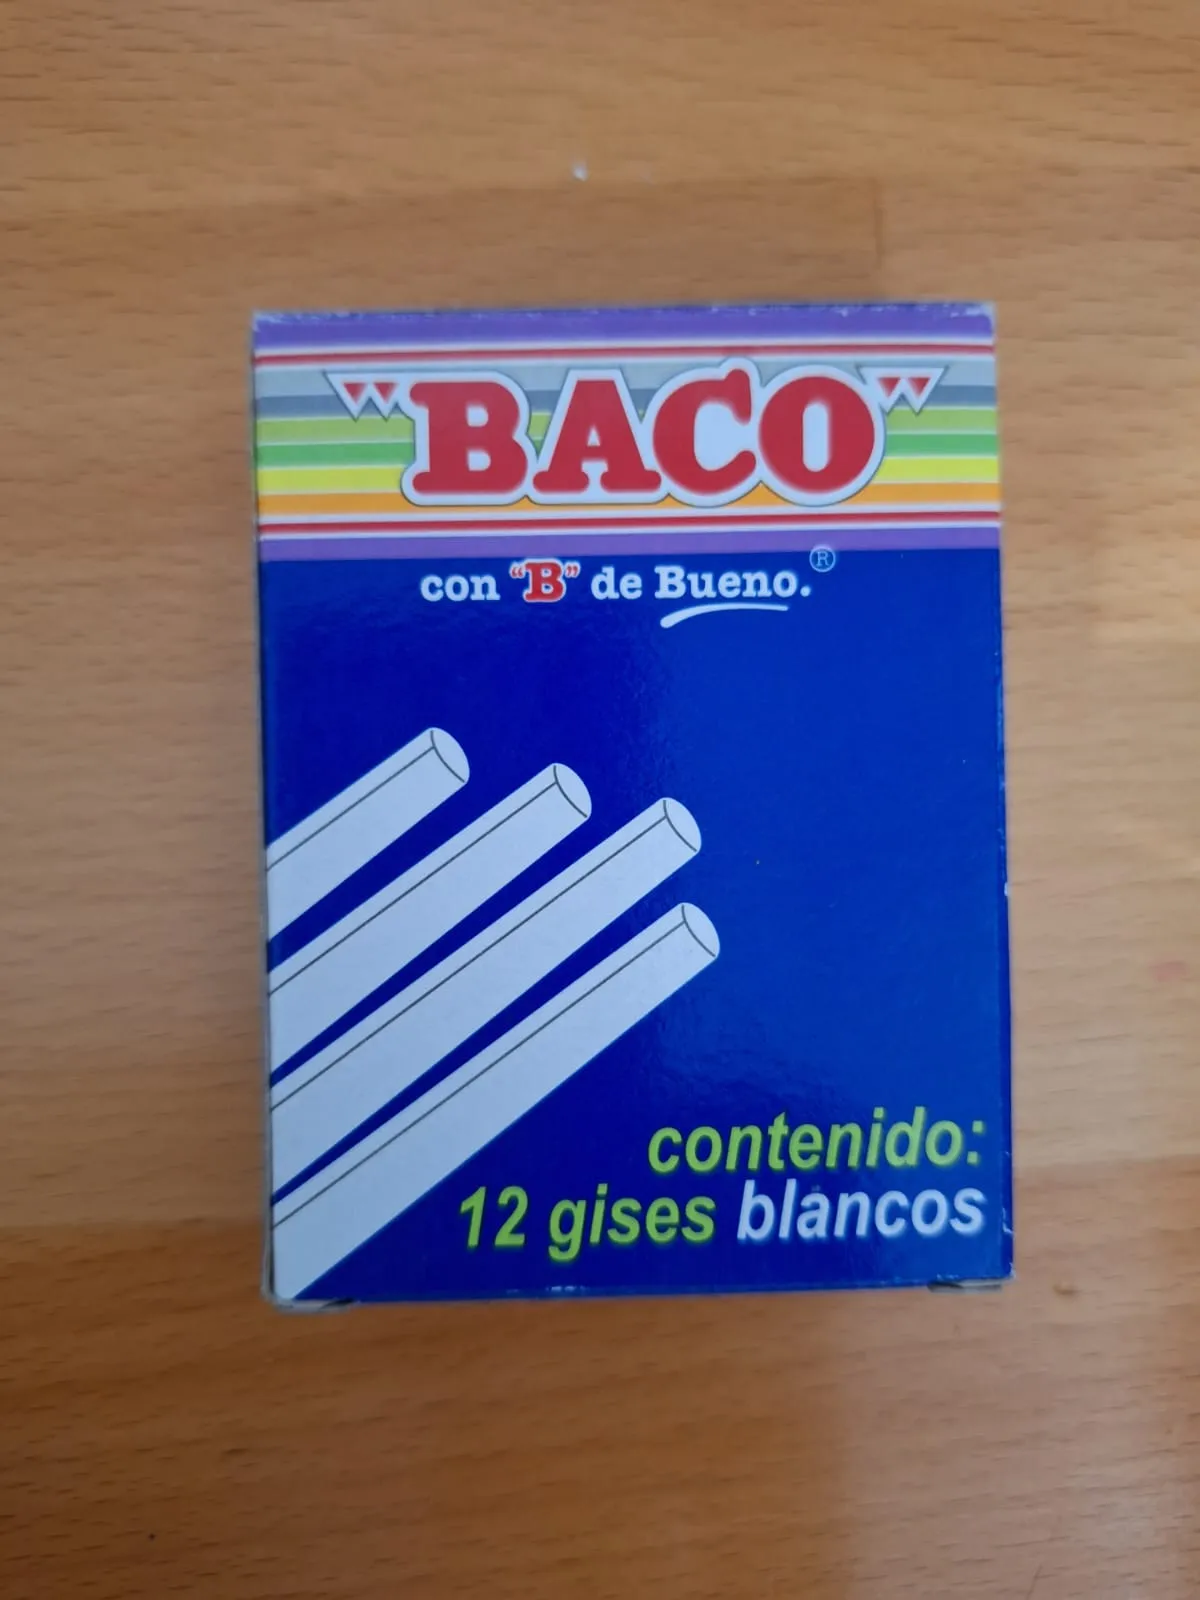 "BACO"
con "B" de Bueno.®
contenido:
12 gises blancos